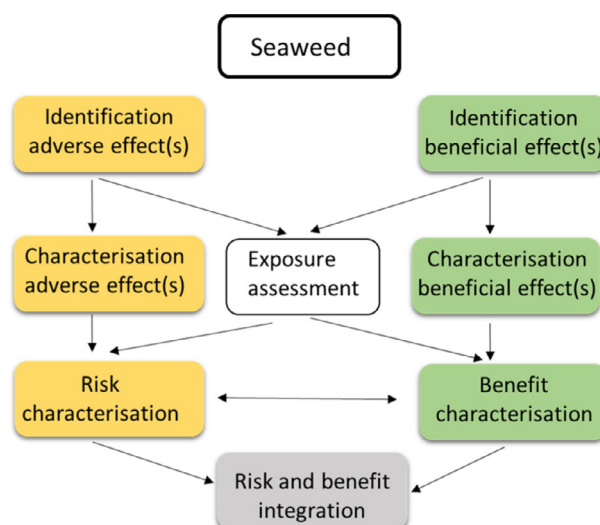 Seaweed
Identification
adverse effect(s)
Identification
beneficial effect(s)
Characterisation
adverse effect(s)
Exposure
assessment
Characterisation
beneficial effect(s)
Risk
characterisation
Benefit
characterisation
Risk and benefit
integration